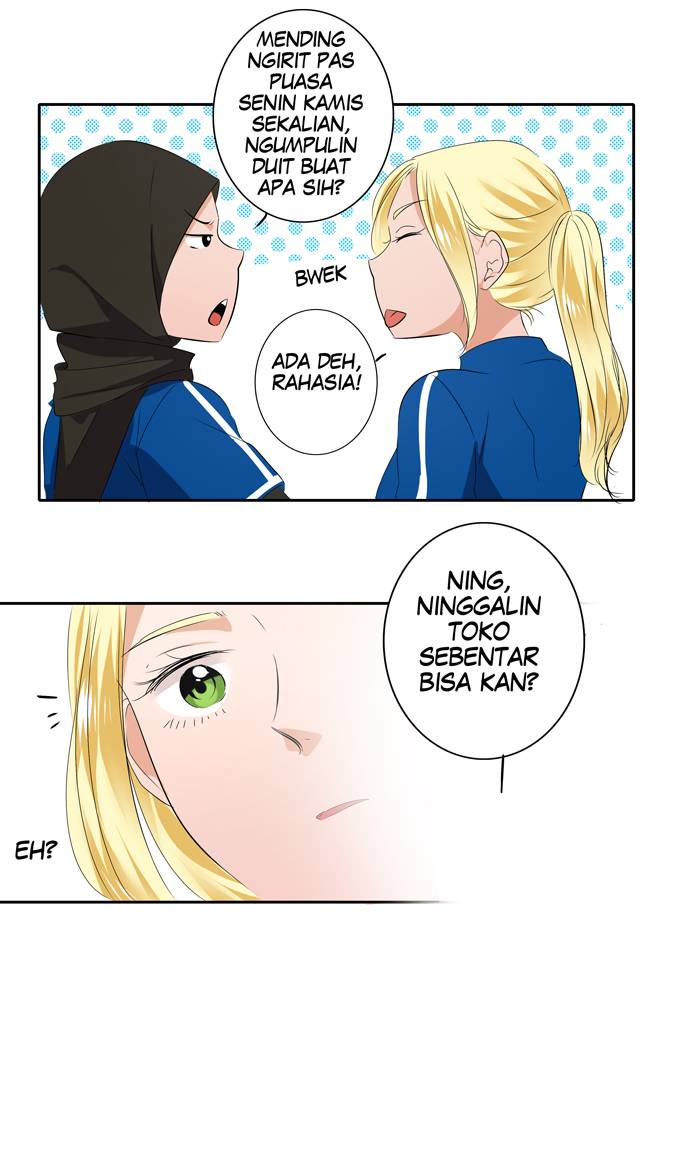 MENDING
NGIRIT PAS
PUASA
SENIN KAMIS
SEKALIAN,
NGUMPULIN
DUIT BUAT
APA SIH?
BWEK
ADA DEH,
RAHASIA!
NING,
NINGGALIN
TOKO
SEBENTAR
BISA KAN?
EH?